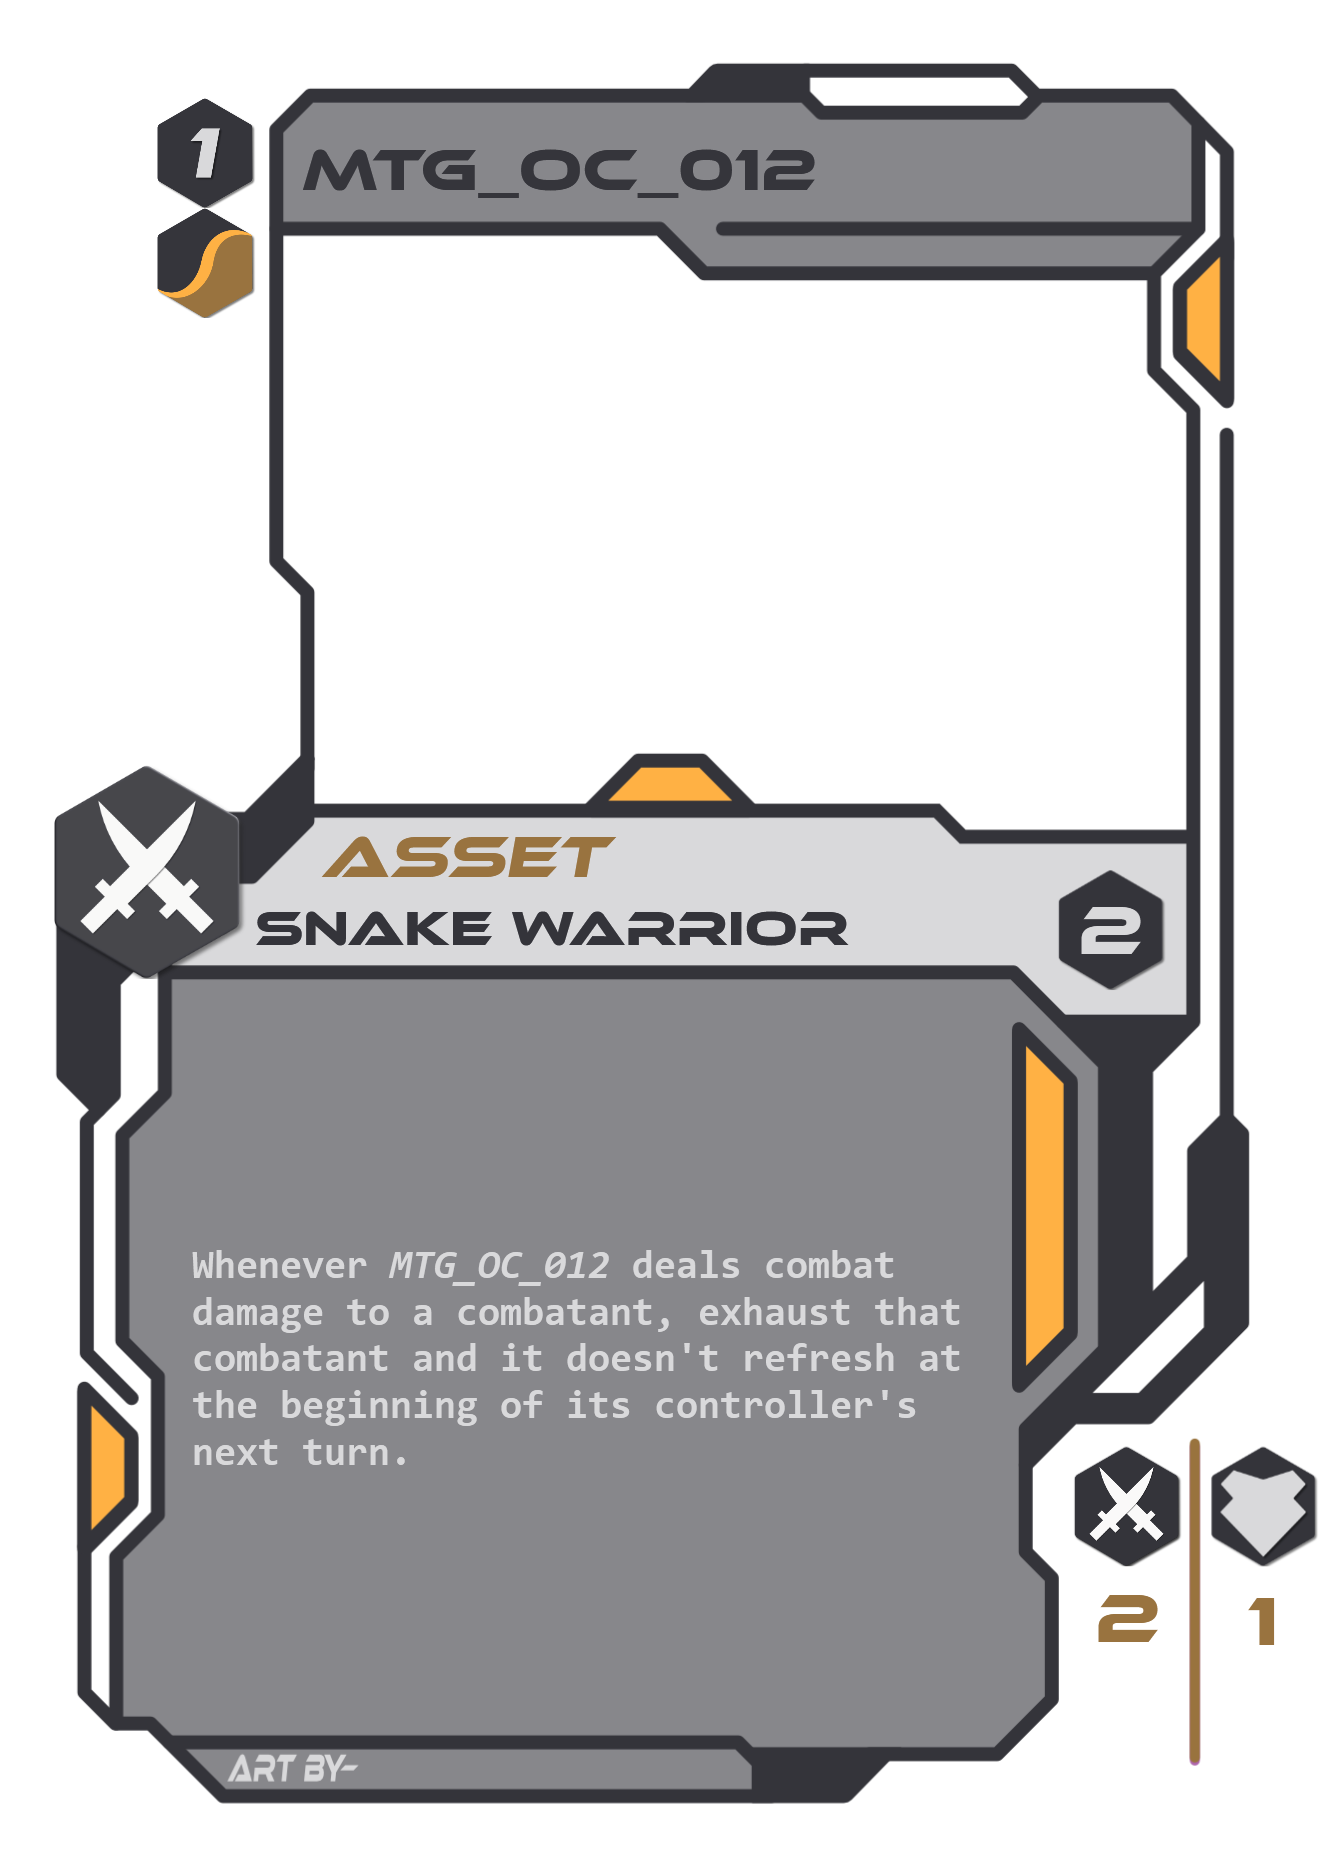 1
MTG_OC_012
ASSET
SNAKE WARRIOR
2
Whenever MTG_OC_012 deals combat
damage to a combatant, exhaust that
combatant and it doesn't refresh at
the beginning of its controller's
next turn.
2
1
ART BY-